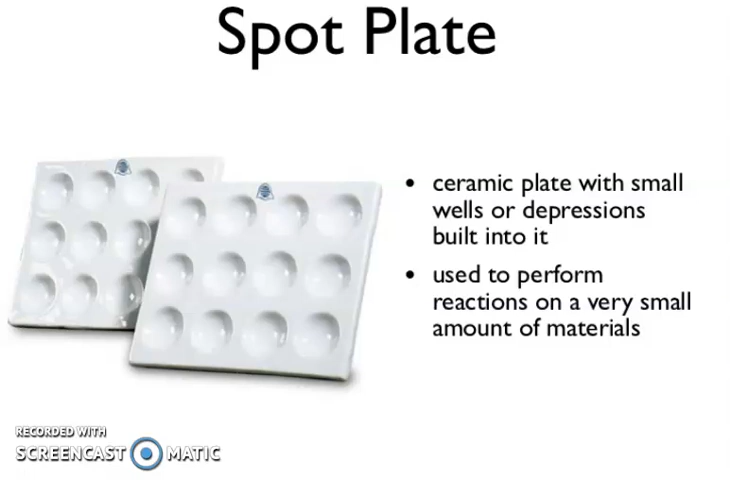 Spot Plate
• ceramic plate with small
wells or depressions
built into it
• used to perform
reactions on a very small
amount of materials
RECORDED WITH
SCREENCAST MATIC